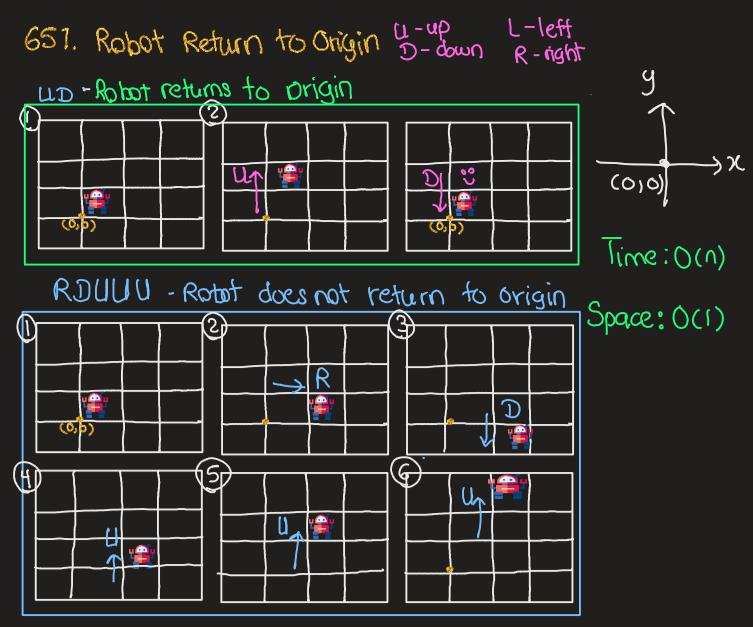 657. Robot Return to Origin
U-up L-left
D-down R-right
UD - Robot returns to origin
1 2
U D
(0,0) (0,0)
y
x
(0,0)
Time: O(n)
RDUUU - Robot does not return to origin
Space: O(1)
1 2 3
R
D
(0,0)
4 5 6
U U U